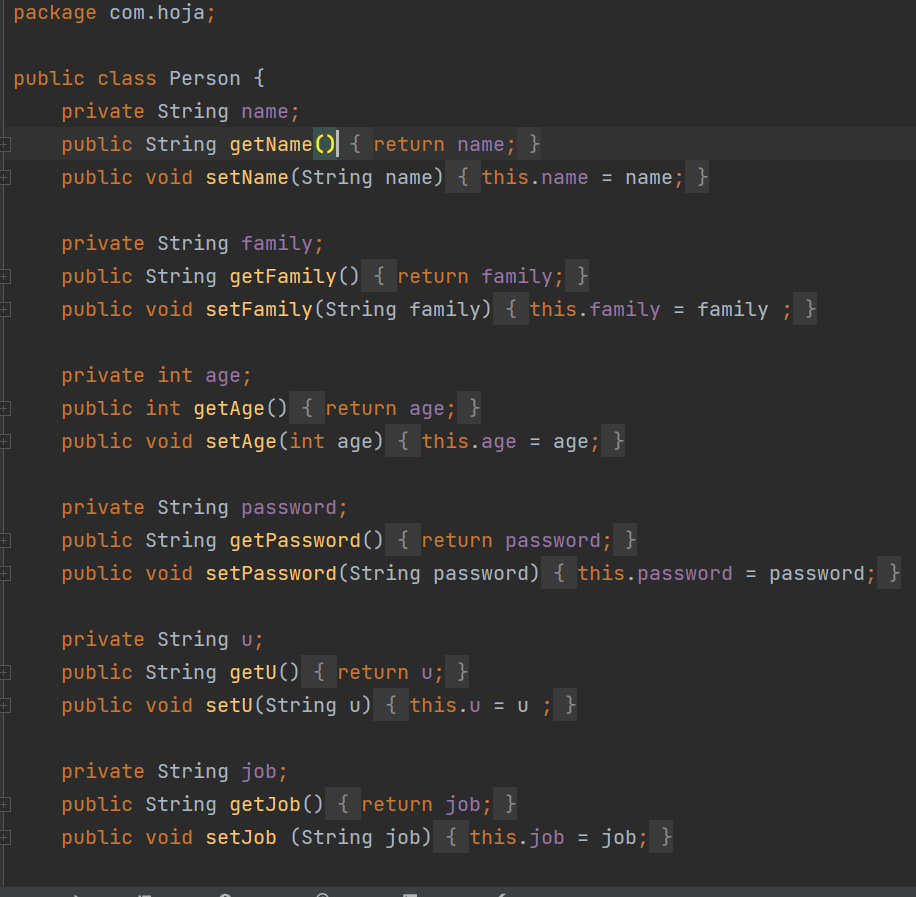 package com.hoja;
public class Person {
private String name;
public String getName() { return name; }
public void setName(String name) { this.name = name; }
private String family;
public String getFamily() { return family; }
public void setFamily(String family) { this.family = family ; }
private int age;
public int getAge() { return age; }
public void setAge(int age) { this.age = age; }
private String password;
public String getPassword() { return password; }
public void setPassword(String password) { this.password = password; }
private String u;
public String getU() { return u; }
public void setU(String u) { this.u = u ; }
private String job;
public String getJob() { return job; }
public void setJob (String job) { this.job = job; }